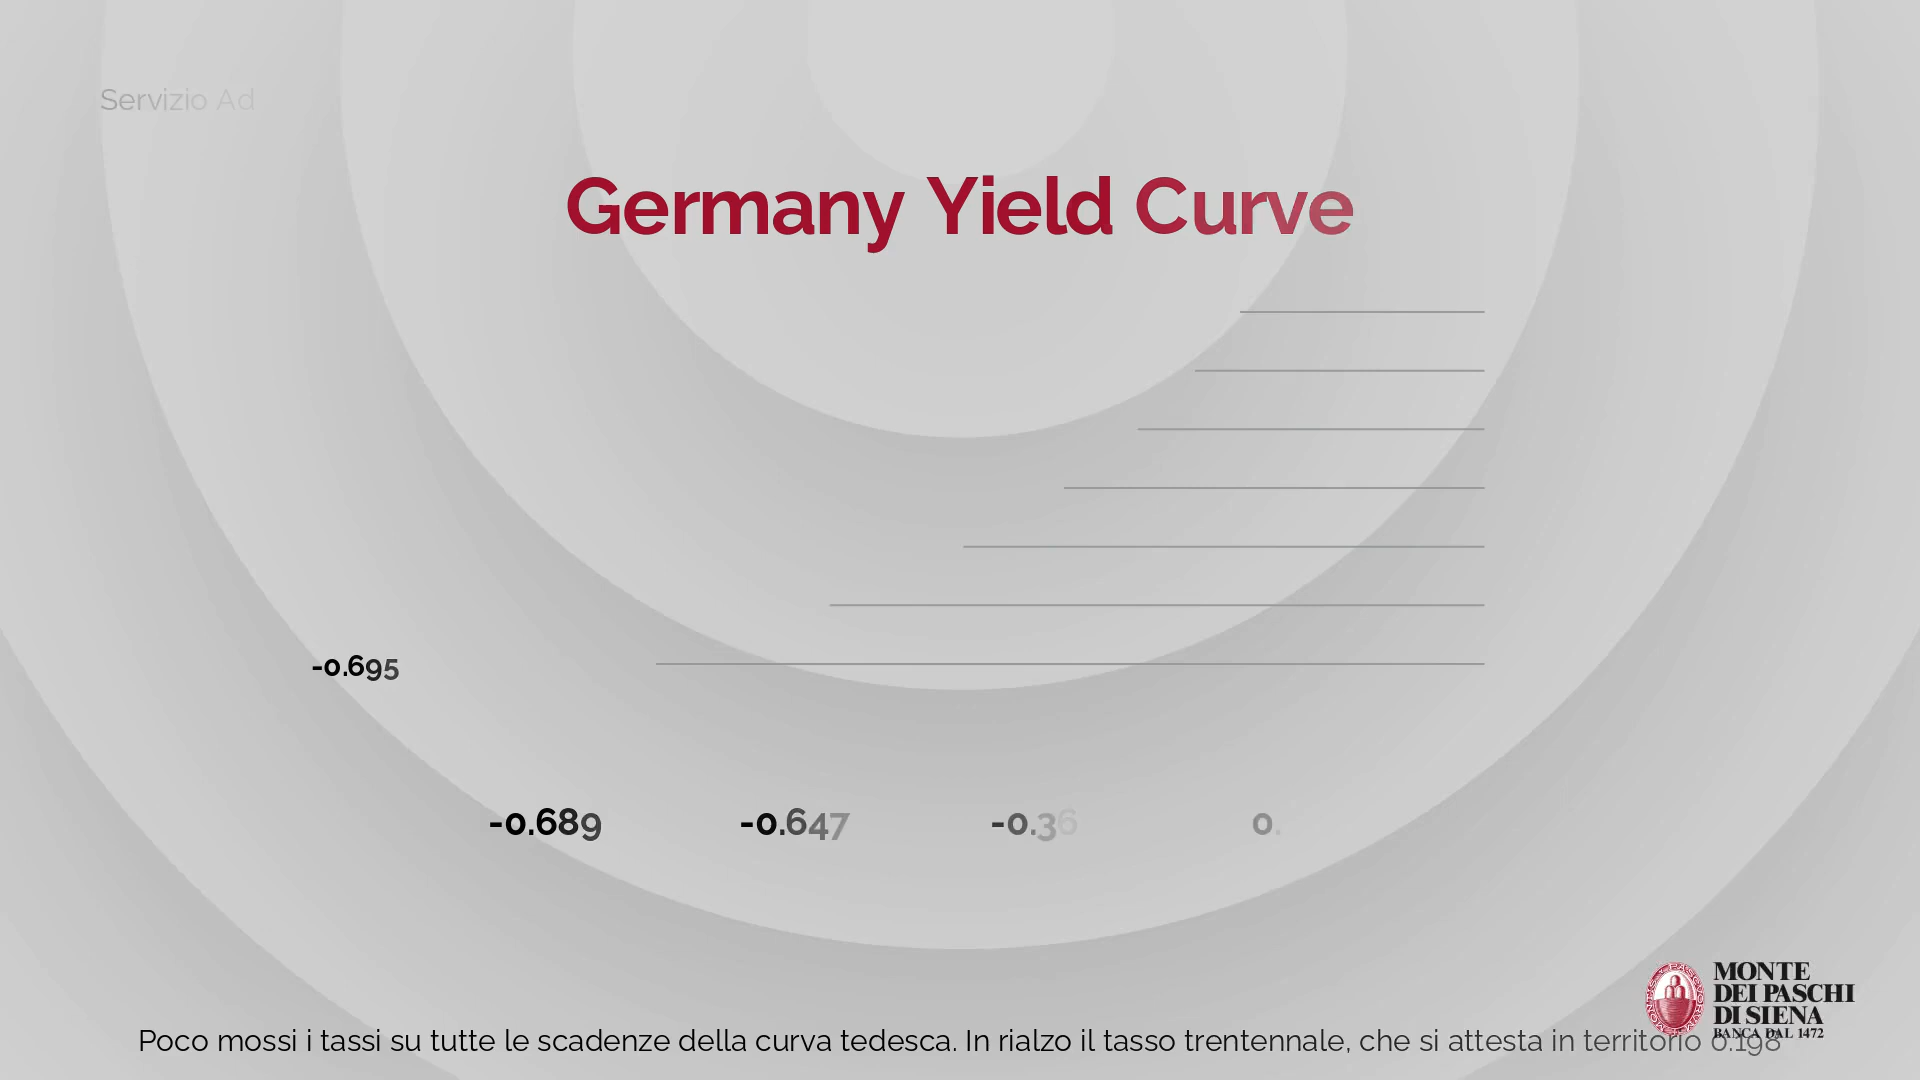 Servizio Ad
Germany Yield Curve
-0.695
-0.689 -0.647 -0.36 0.
MONTE
DEI PASCHI
DI SIENA
BANCA DAL 1472
Poco mossi i tassi su tutte le scadenze della curva tedesca. In rialzo il tasso trentennale, che si attesta in territorio 0.198